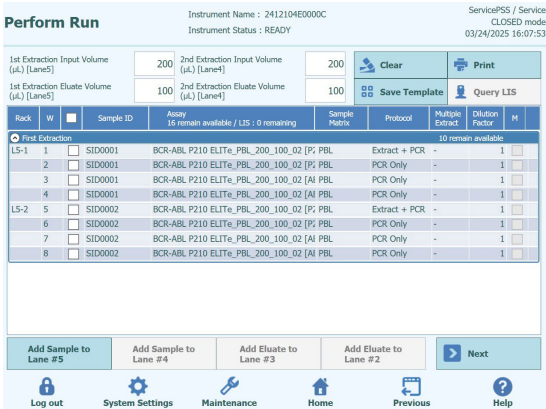 Perform Run
Instrument Name : 2412104E0000C
Instrument Status : READY
ServicePSS / Service
CLOSED mode
03/24/2025 16:07:53
1st Extraction Input Volume
(µL) [Lane5]
200
2nd Extraction Input Volume
(µL) [Lane4]
200
Clear
Print
1st Extraction Eluate Volume
(µL) [Lane5]
100
2nd Extraction Eluate Volume
(µL) [Lane4]
100
Save Template
Query LIS
Rack W Sample ID Assay Sample Matrix Protocol Multiple Extract Dilution Factor M
16 remain available / LIS : 0 remaining
First Extraction 10 remain available
L5-1 1 SID0001 BCR-ABL P210 ELITe_PBL_200_100_02 [P2 PBL Extract + PCR - 1
2 SID0001 BCR-ABL P210 ELITe_PBL_200_100_02 [P2 PBL PCR Only - 1
3 SID0001 BCR-ABL P210 ELITe_PBL_200_100_02 [AB PBL PCR Only - 1
4 SID0001 BCR-ABL P210 ELITe_PBL_200_100_02 [AB PBL PCR Only - 1
L5-2 5 SID0002 BCR-ABL P210 ELITe_PBL_200_100_02 [P2 PBL Extract + PCR - 1
6 SID0002 BCR-ABL P210 ELITe_PBL_200_100_02 [P2 PBL PCR Only - 1
7 SID0002 BCR-ABL P210 ELITe_PBL_200_100_02 [AB PBL PCR Only - 1
8 SID0002 BCR-ABL P210 ELITe_PBL_200_100_02 [AB PBL PCR Only - 1
Add Sample to
Lane #5
Add Sample to
Lane #4
Add Eluate to
Lane #3
Add Eluate to
Lane #2
Next
Log out
System Settings
Maintenance
Home
Previous
Help